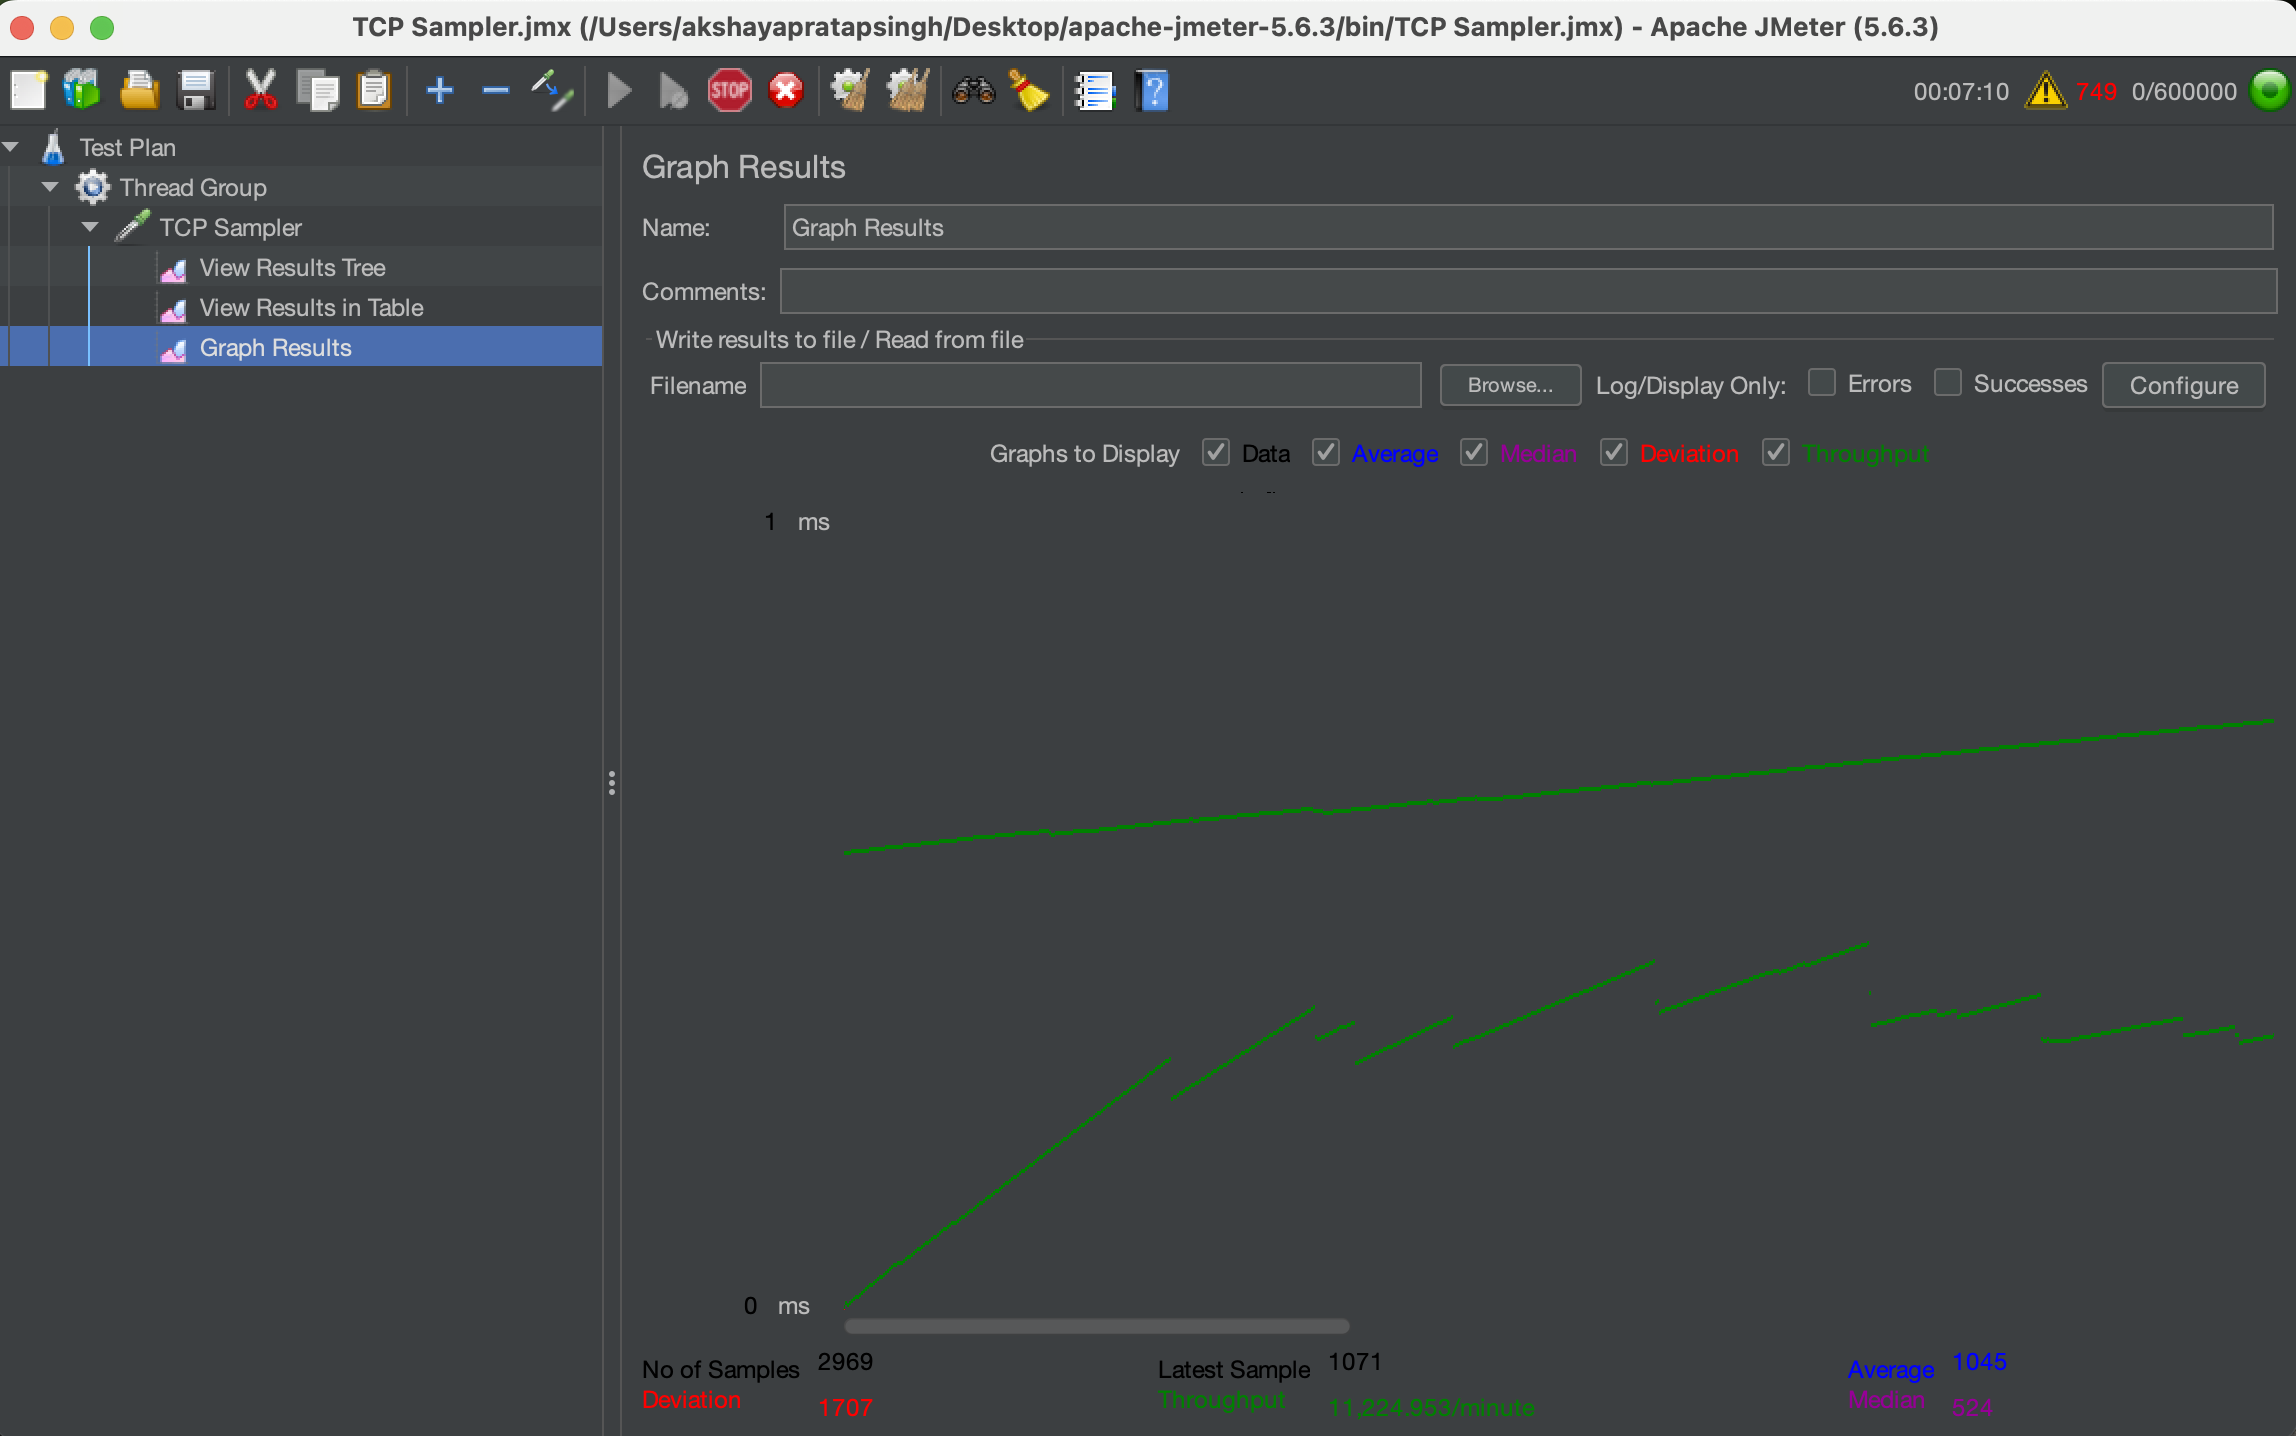 TCP Sampler.jmx (/Users/akshayapratapsingh/Desktop/apache-jmeter-5.6.3/bin/TCP Sampler.jmx) - Apache JMeter (5.6.3)
STOP
00:07:10 749 0/600000
Test Plan
Thread Group
TCP Sampler
View Results Tree
View Results in Table
Graph Results
Graph Results
Name: Graph Results
Comments:
Write results to file / Read from file
Filename Browse... Log/Display Only: Errors Successes Configure
Graphs to Display Data Average Median Deviation Throughput
1 ms
0 ms
No of Samples 2969 Latest Sample 1071 Average 1045
Deviation 1707 Throughput 11,224.953/minute Median 524